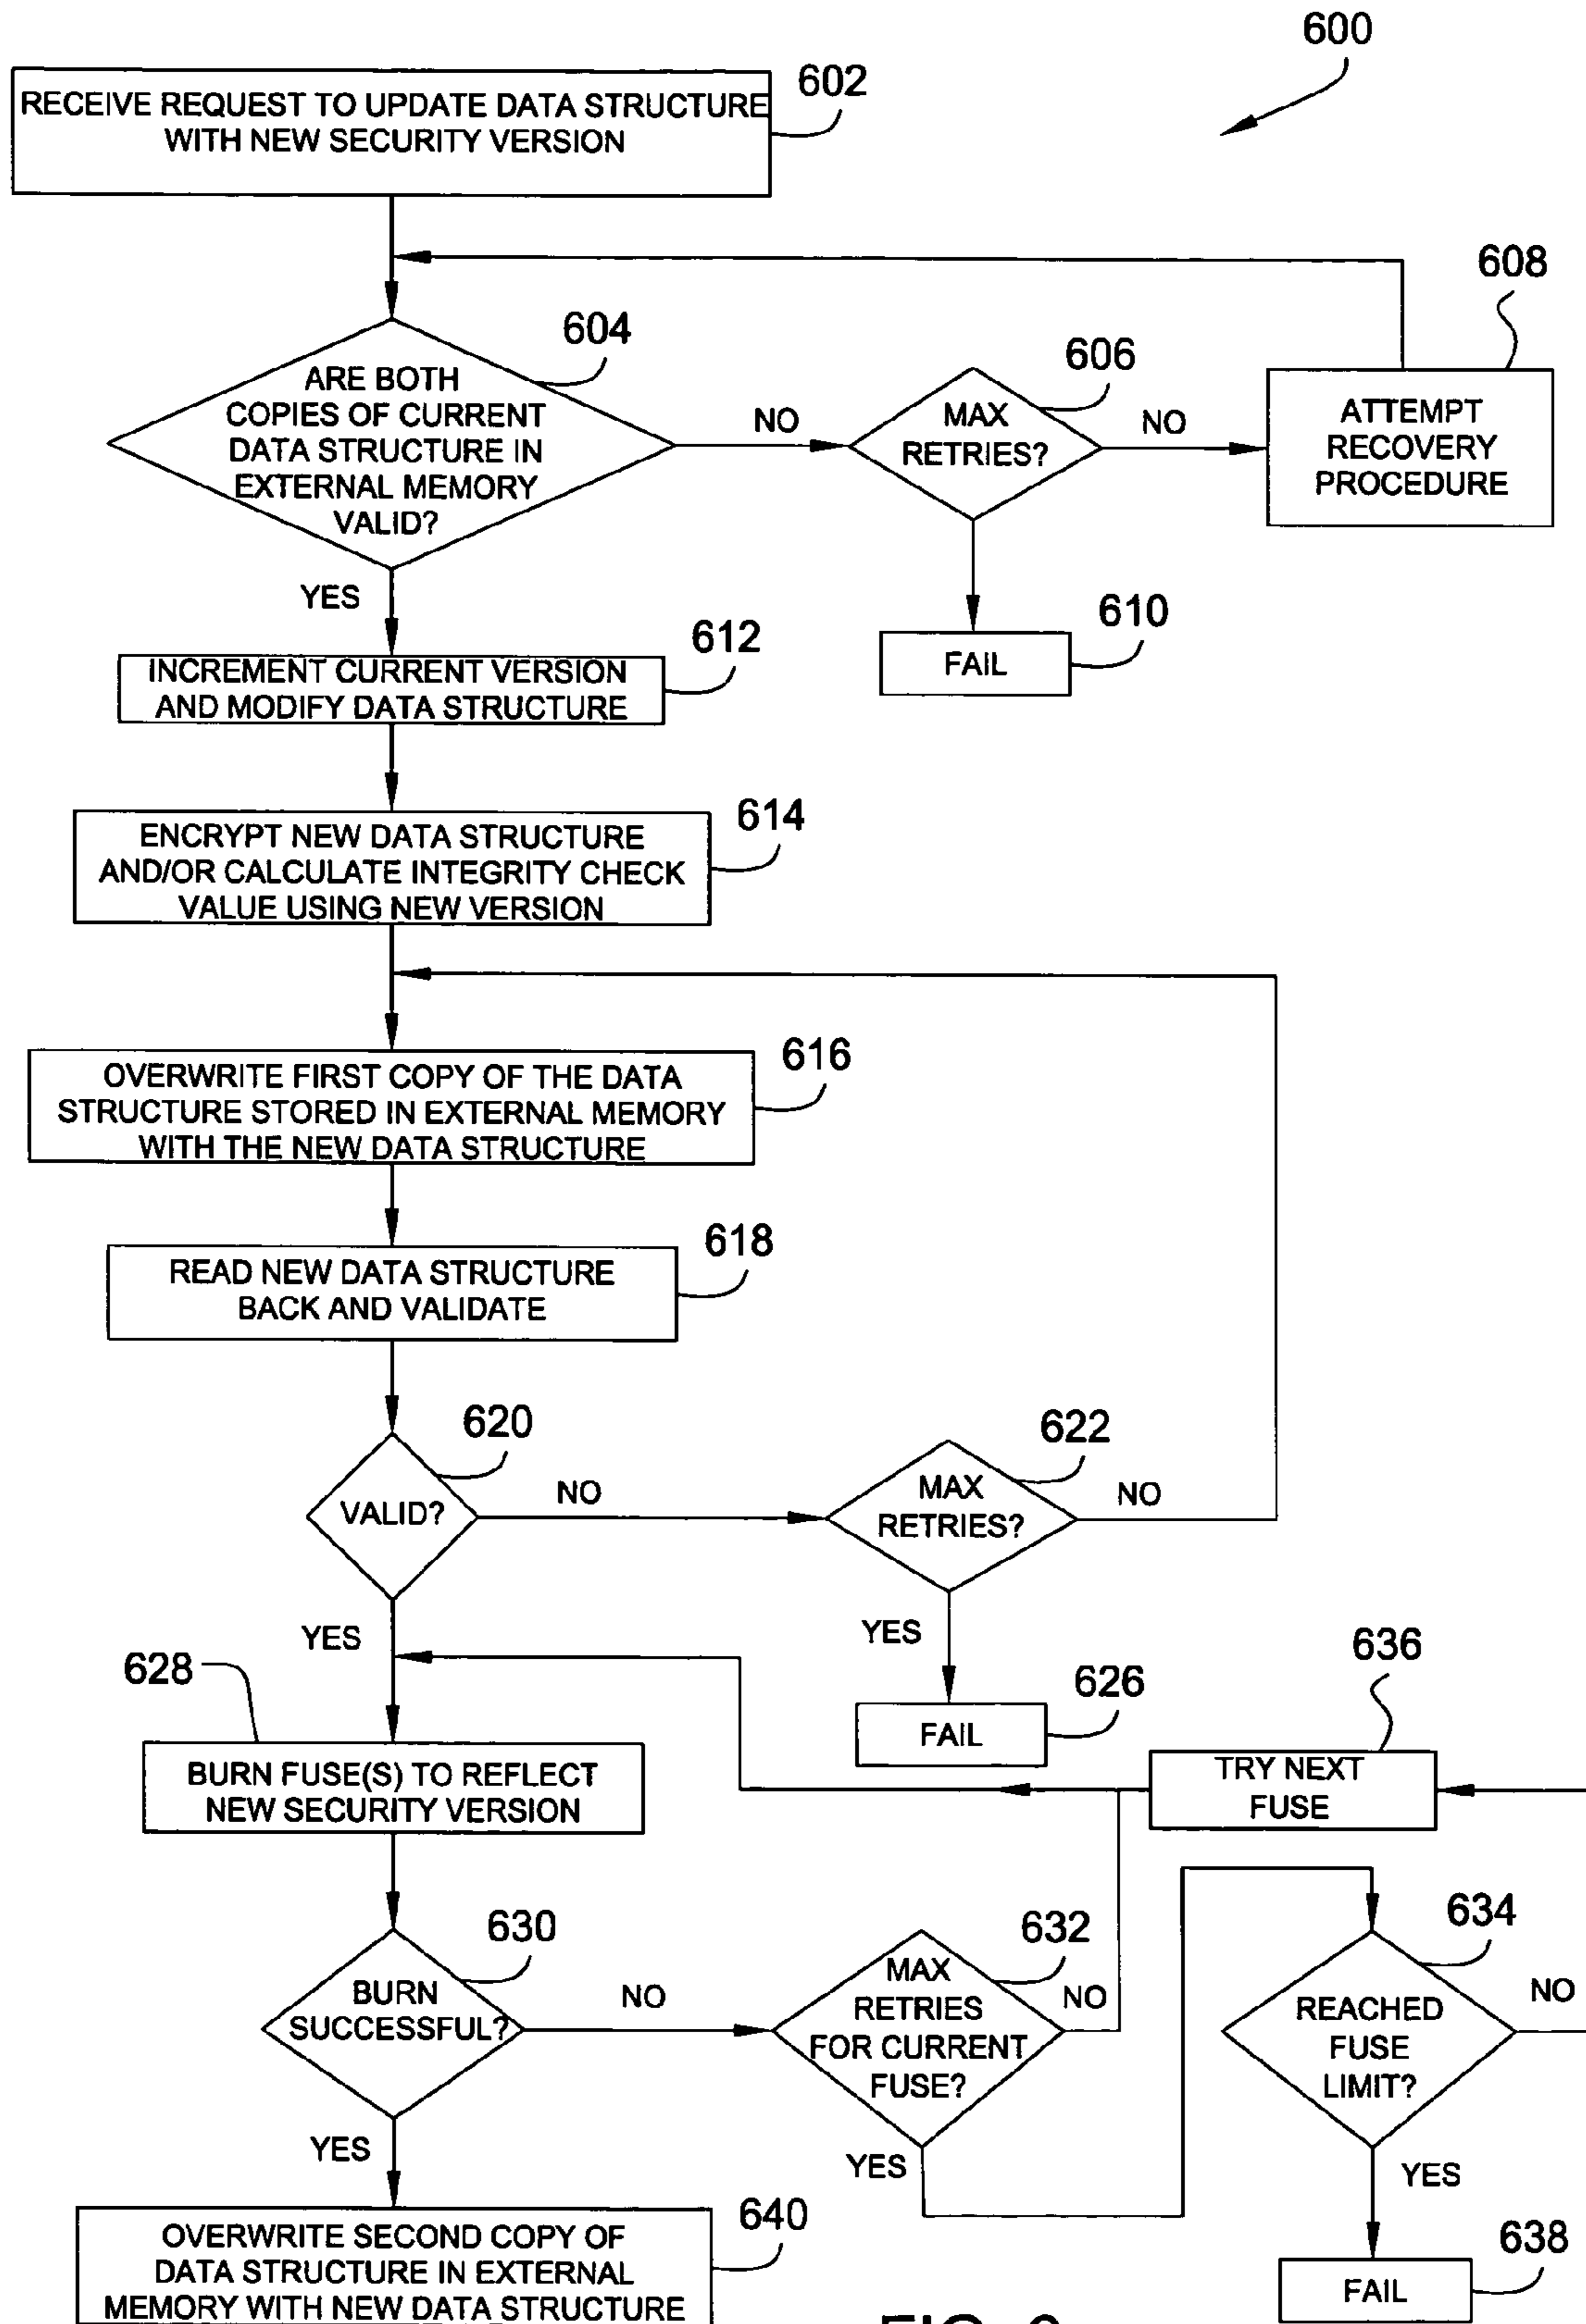 600
602
RECEIVE REQUEST TO UPDATE DATA STRUCTURE
WITH NEW SECURITY VERSION
608
604
606
ARE BOTH
COPIES OF CURRENT
DATA STRUCTURE IN
EXTERNAL MEMORY
VALID?
NO
MAX
RETRIES?
NO
ATTEMPT
RECOVERY
PROCEDURE
YES
610
FAIL
612
INCREMENT CURRENT VERSION
AND MODIFY DATA STRUCTURE
614
ENCRYPT NEW DATA STRUCTURE
AND/OR CALCULATE INTEGRITY CHECK
VALUE USING NEW VERSION
616
OVERWRITE FIRST COPY OF THE DATA
STRUCTURE STORED IN EXTERNAL MEMORY
WITH THE NEW DATA STRUCTURE
618
READ NEW DATA STRUCTURE
BACK AND VALIDATE
620
622
VALID?
NO
MAX
RETRIES?
NO
YES
YES
626
FAIL
628
636
BURN FUSE(S) TO REFLECT
NEW SECURITY VERSION
TRY NEXT
FUSE
630
632
634
BURN
SUCCESSFUL?
NO
MAX
RETRIES
FOR CURRENT
FUSE?
NO
REACHED
FUSE
LIMIT?
NO
YES
YES
YES
640
OVERWRITE SECOND COPY OF
DATA STRUCTURE IN EXTERNAL
MEMORY WITH NEW DATA STRUCTURE
638
FAIL